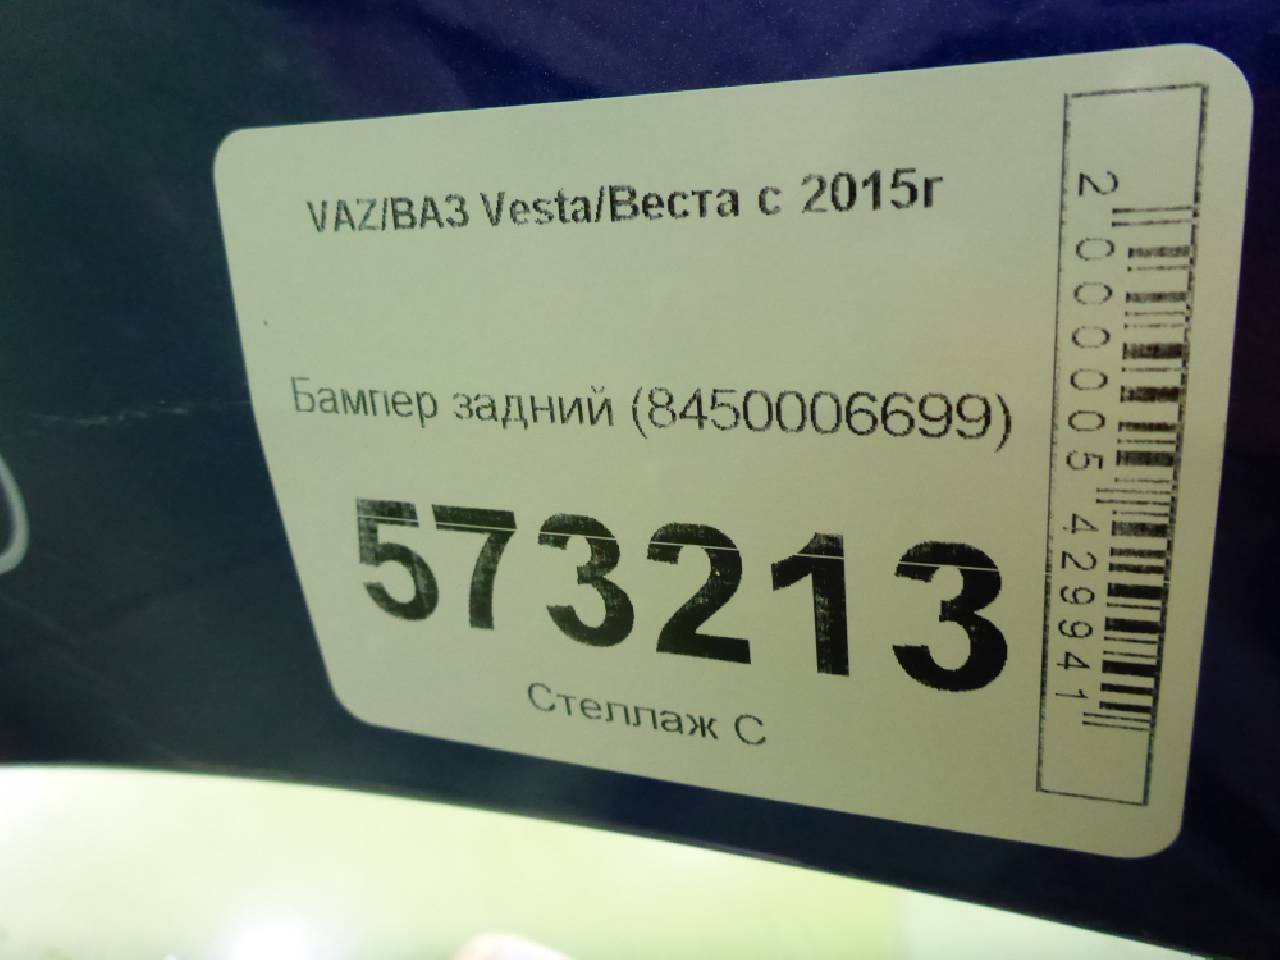 VAZ/ВАЗ Vesta/Веста с 2015г
Бампер задний (8450006699)
573213
Стеллаж С
2000005429941